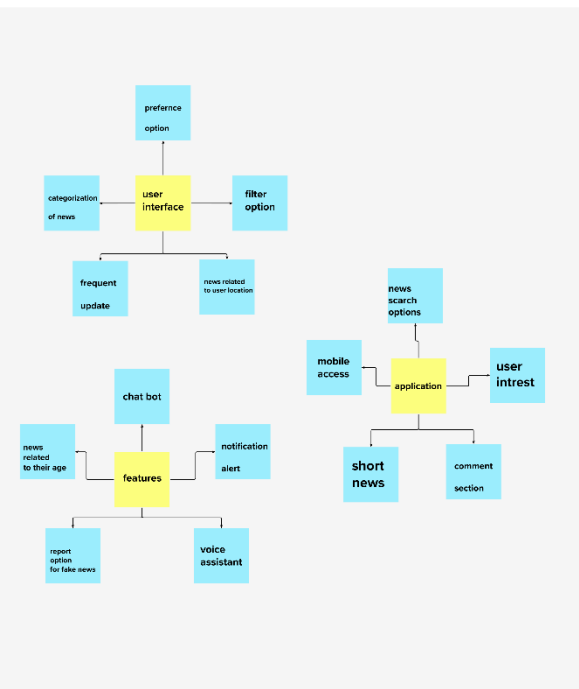 prefernce
option
categorization
of news
user
interface
filter
option
frequent
update
news related
to user location
news
scarch
options
mobile
access
application
user
intrest
short
news
comment
section
chat bot
news
related
to their age
features
notification
alert
report
option
for fake news
voice
assistant